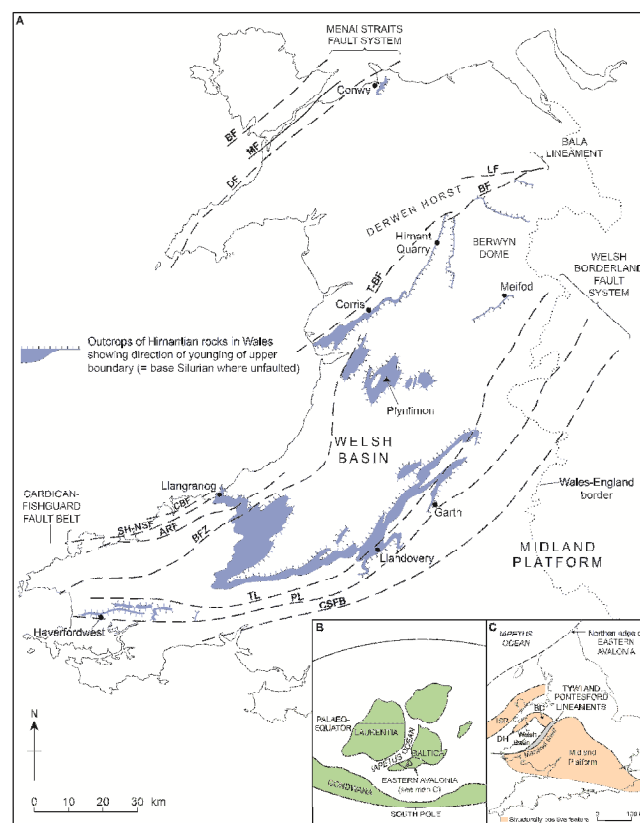 A
MENAI STRAITS
FAULT SYSTEM
Conwy
BF
MF
DF
BALA
LINEAMENT
LF
BF
DERWEN HORST
Hirnant
Quarry
BERWYN
DOME
WELSH
BORDERLAND
FAULT
SYSTEM
T-BF
Meifod
Corris
Outcrops of Hirnantian rocks in Wales
showing direction of younging of upper
boundary (= base Silurian where unfaulted)
Plynlimon
WELSH
BASIN
Llangranog
CARDIGAN-
FISHGUARD
FAULT BELT
CBF
SH-NSF
ARF
BFZ
Garth
Wales-England
border
Llandovery
MIDLAND
PLATFORM
TL
PL
CSFB
Haverfordwest
N
0 10 20 30 km
B
PALAEO-
EQUATOR
LAURENTIA
IAPETUS OCEAN
BALTICA
EASTERN AVALONIA
(see main C)
GONDWANA
SOUTH POLE
C
IAPETUS
OCEAN
Northern edge of
EASTERN
AVALONIA
TYWI AND
PONTESFORD
LINEAMENTS
BD
DH
Welsh
Basin
Midland
Platform
Structurally positive feature